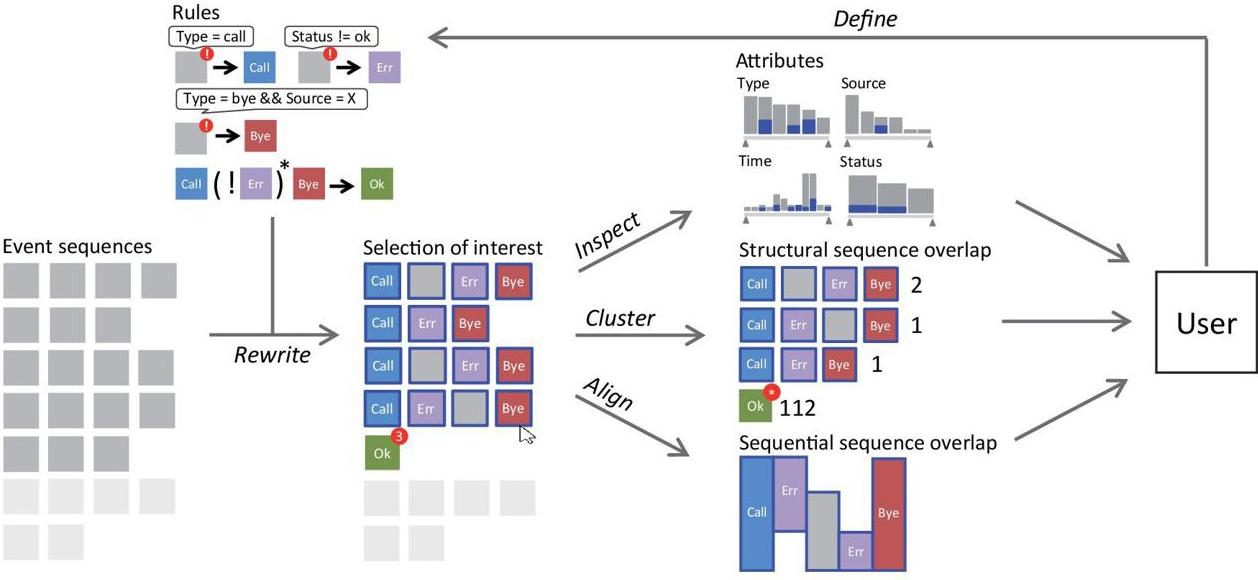 Rules
Type = call
Status != ok
! Call
! Err
Type = bye && Source = X
! Bye
Call ( ! Err )* Bye Ok
Event sequences
Rewrite
Selection of interest
Call Err Bye
Call Err Bye
Call Err Bye
Call Err Bye
Ok 3
Inspect
Cluster
Align
Define
Attributes
Type
Source
Time
Status
Structural sequence overlap
Call Err Bye 2
Call Err Bye 1
Call Err Bye 1
Ok * 112
Sequential sequence overlap
Call Err Err Bye
User